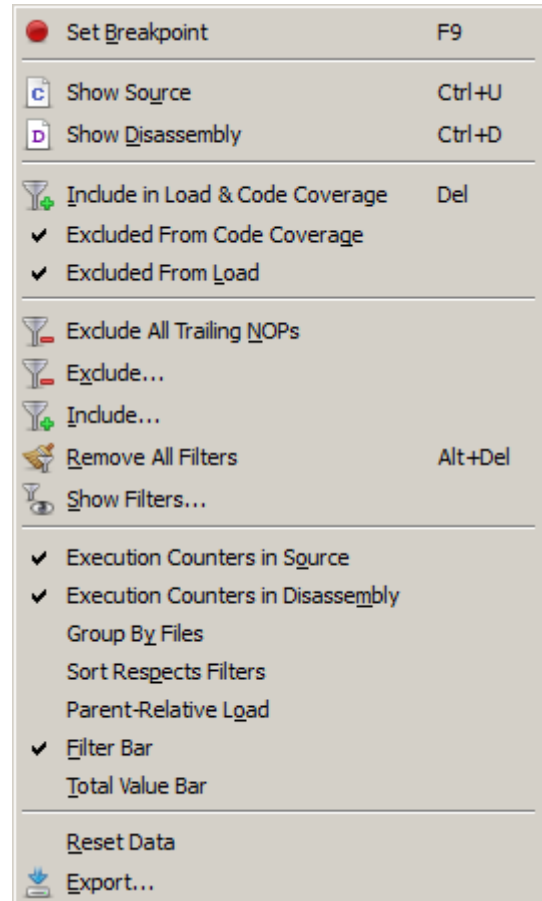 Set Breakpoint F9
Show Source Ctrl+U
Show Disassembly Ctrl+D
Include in Load & Code Coverage Del
Excluded From Code Coverage
Excluded From Load
Exclude All Trailing NOPs
Exclude...
Include...
Remove All Filters Alt+Del
Show Filters...
Execution Counters in Source
Execution Counters in Disassembly
Group By Files
Sort Respects Filters
Parent-Relative Load
Filter Bar
Total Value Bar
Reset Data
Export...